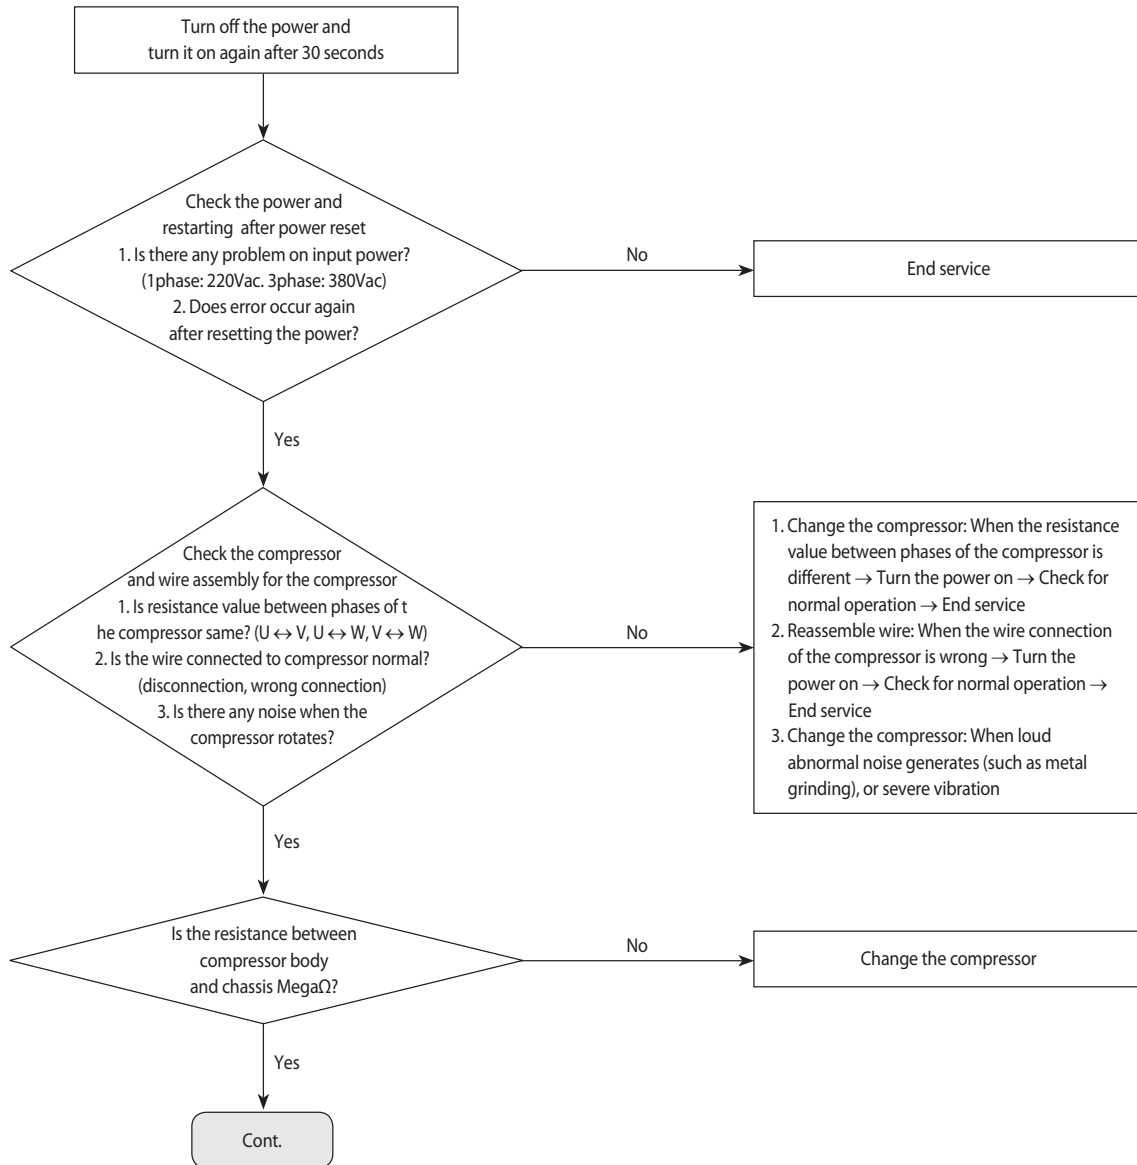 Turn off the power and
turn it on again after 30 seconds
Check the power and
restarting after power reset
1. Is there any problem on input power?
(1phase: 220Vac. 3phase: 380Vac)
2. Does error occur again
after resetting the power?
No
End service
Yes
Check the compressor
and wire assembly for the compressor
1. Is resistance value between phases of t
he compressor same? (U ↔ V, U ↔ W, V ↔ W)
2. Is the wire connected to compressor normal?
(disconnection, wrong connection)
3. Is there any noise when the
compressor rotates?
No
1. Change the compressor: When the resistance
value between phases of the compressor is
different → Turn the power on → Check for
normal operation → End service
2. Reassemble wire: When the wire connection
of the compressor is wrong → Turn the
power on → Check for normal operation →
End service
3. Change the compressor: When loud
abnormal noise generates (such as metal
grinding), or severe vibration
Yes
Is the resistance between
compressor body
and chassis MegaΩ?
No
Change the compressor
Yes
Cont.